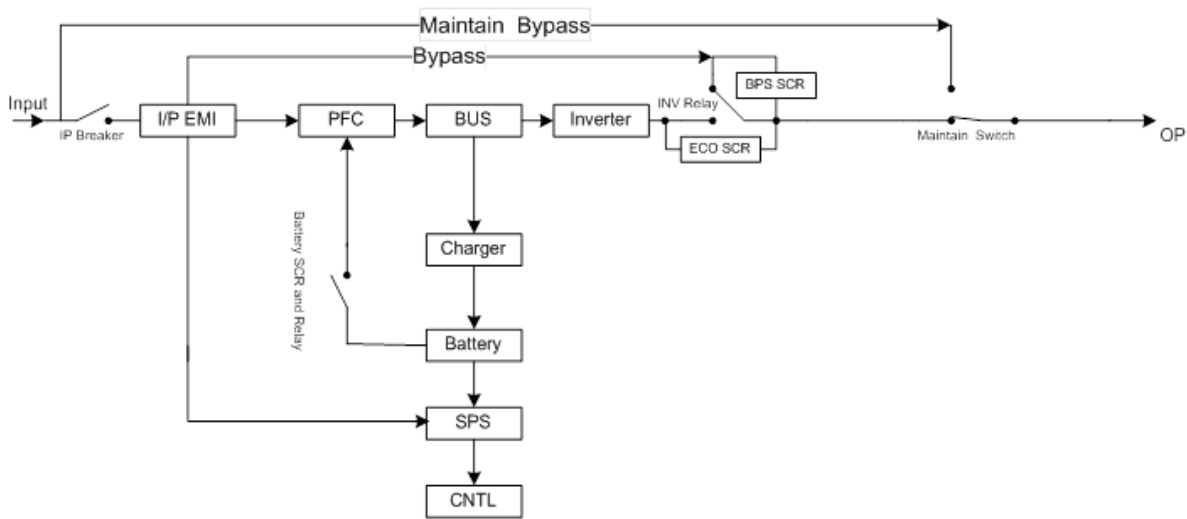 Maintain Bypass
Bypass
BPS SCR
Input
I/P EMI
PFC
BUS
Inverter
INV Relay
IP Breaker
ECO SCR
Maintain Switch
OP
Battery SCR and Relay
Charger
Battery
SPS
CNTL